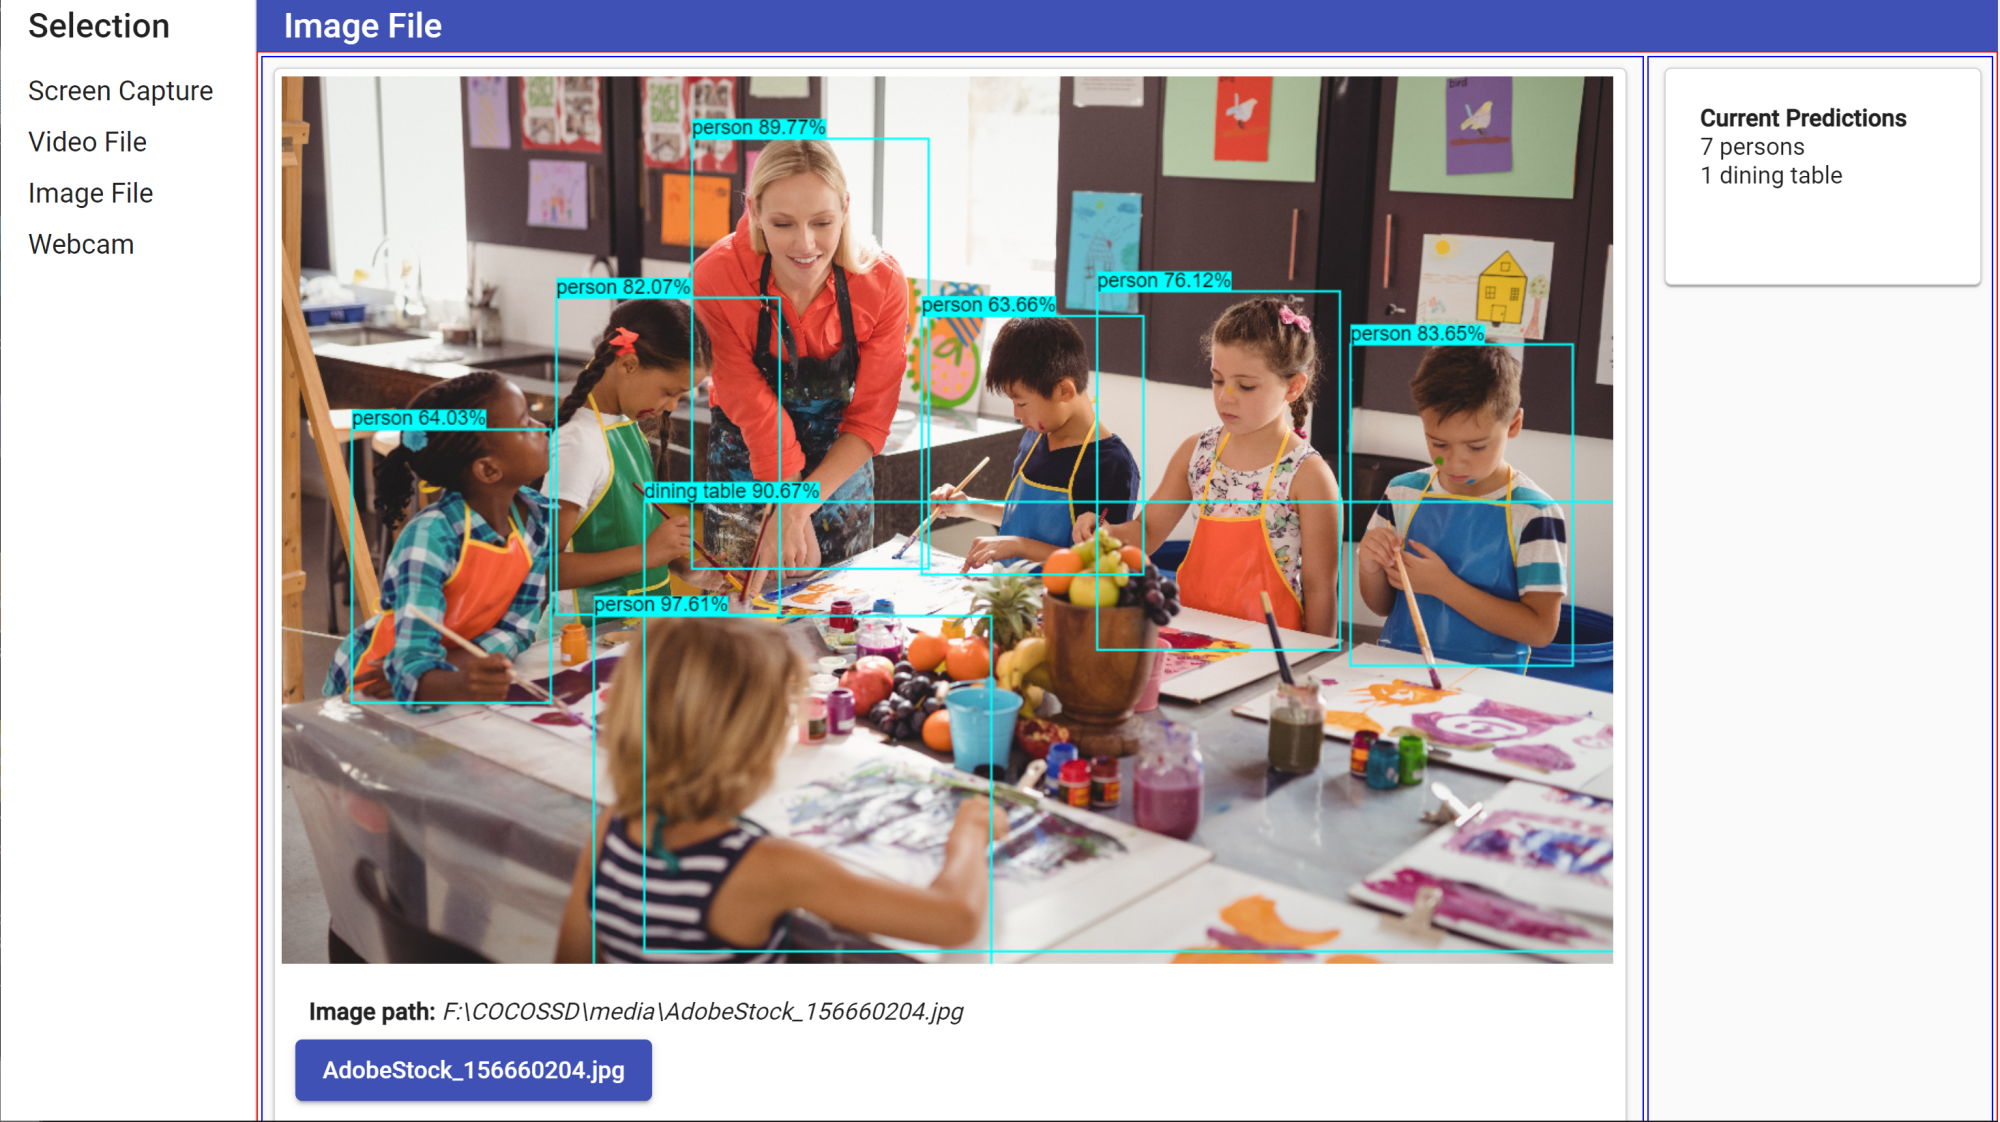 Selection
Screen Capture
Video File
Image File
Webcam
Image File
person 89.77%
person 82.07%
person 63.66%
person 76.12%
person 83.65%
person 64.03%
dining table 90.67%
person 97.61%
bird
Image path: F:\COCOSSD\media\AdobeStock_156660204.jpg
AdobeStock_156660204.jpg
Current Predictions
7 persons
1 dining table